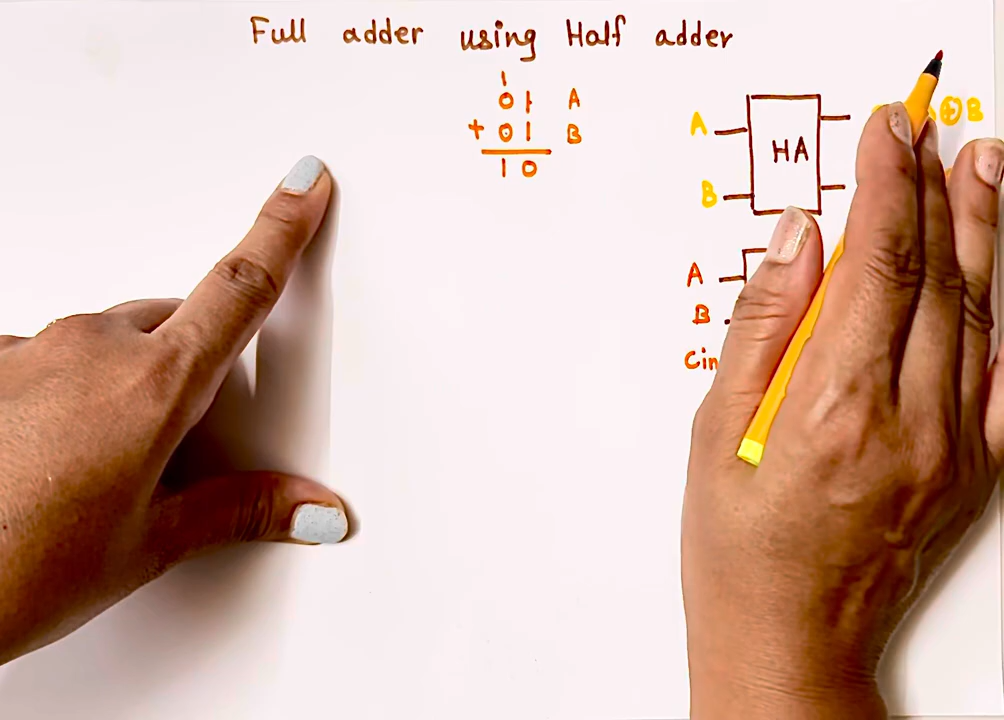 Full adder using Half adder
1
01 A
+ 01 B
10
A
HA
⊕B
B
A
B
Cin